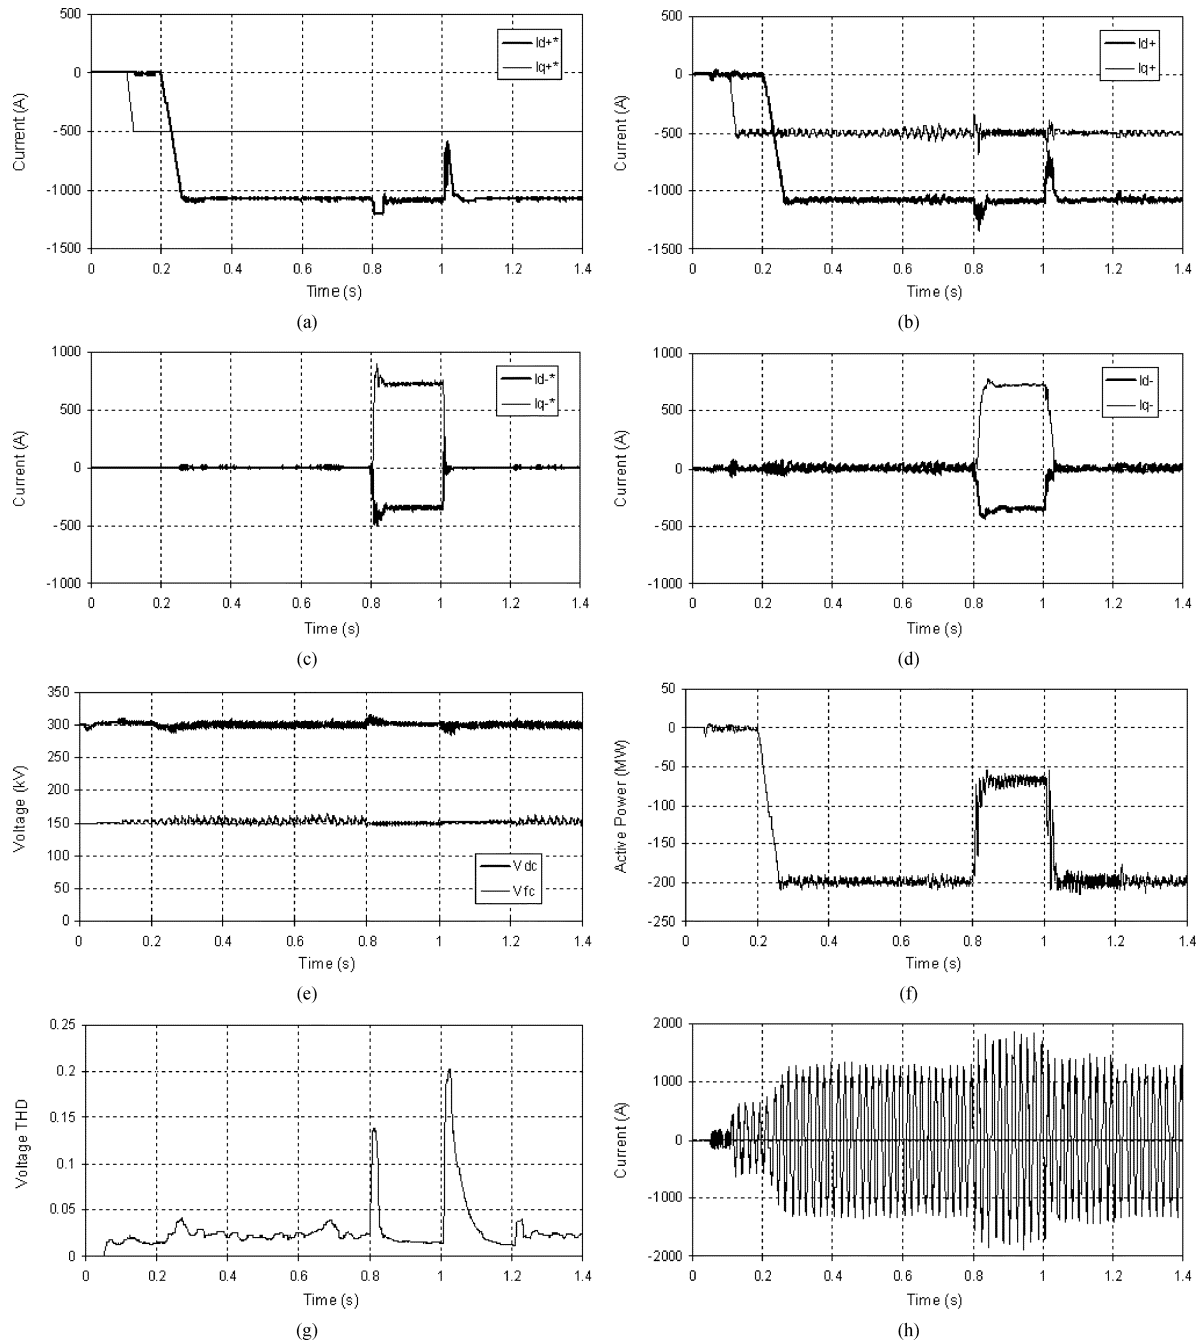 500
0
-500
-1000
-1500
Current (A)
Id+*
Iq+*
0 0.2 0.4 0.6 0.8 1 1.2 1.4
Time (s)
(a)
500
0
-500
-1000
-1500
Current (A)
Id+
Iq+
0 0.2 0.4 0.6 0.8 1 1.2 1.4
Time (s)
(b)
1000
500
0
-500
-1000
Current (A)
Id-*
Iq-*
0 0.2 0.4 0.6 0.8 1 1.2 1.4
Time (s)
(c)
1000
500
0
-500
-1000
Current (A)
Id-
Iq-
0 0.2 0.4 0.6 0.8 1 1.2 1.4
Time (s)
(d)
350
300
250
200
150
100
50
0
Voltage (kV)
Vdc
Vfc
0 0.2 0.4 0.6 0.8 1 1.2 1.4
Time (s)
(e)
50
0
-50
-100
-150
-200
-250
Active Power (MW)
0 0.2 0.4 0.6 0.8 1 1.2 1.4
Time (s)
(f)
0.25
0.2
0.15
0.1
0.05
0
Voltage THD
0 0.2 0.4 0.6 0.8 1 1.2 1.4
Time (s)
(g)
2000
1000
0
-1000
-2000
Current (A)
0 0.2 0.4 0.6 0.8 1 1.2 1.4
Time (s)
(h)